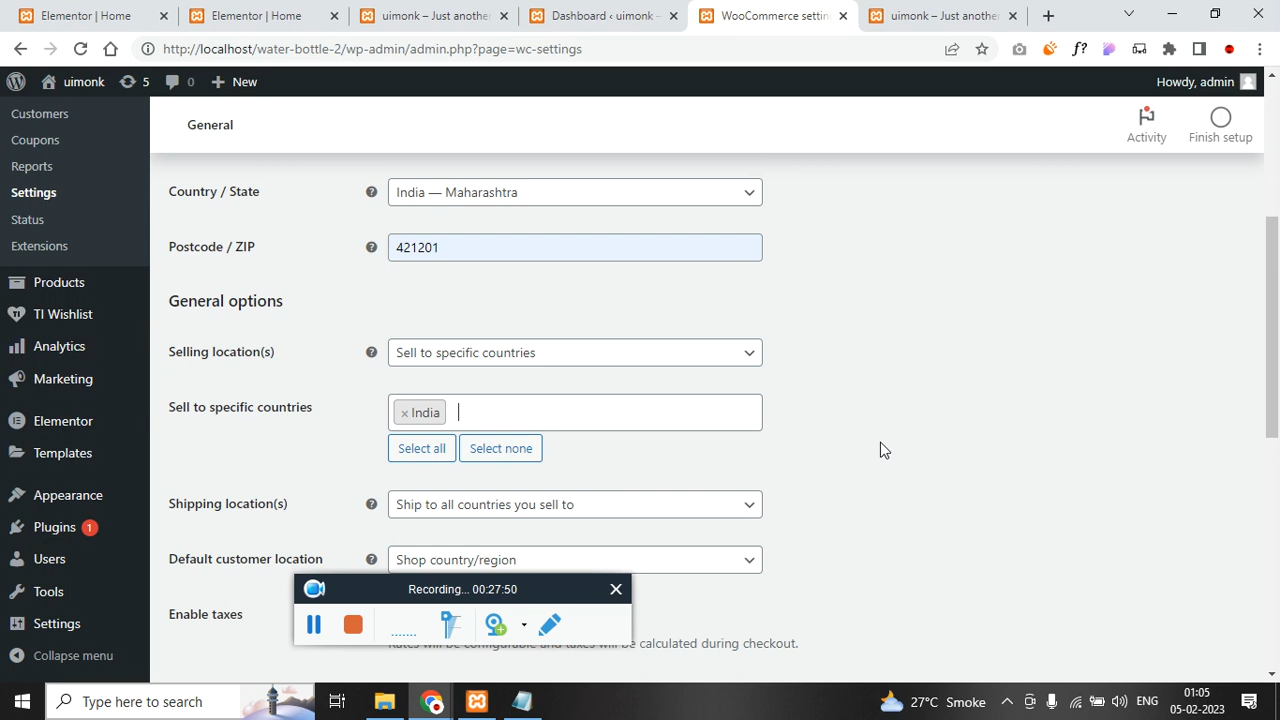 Elementor | Home
Elementor | Home
uimonk – Just anothe
Dashboard ‹ uimonk –
WooCommerce settin
uimonk – Just anothe
http://localhost/water-bottle-2/wp-admin/admin.php?page=wc-settings
f?
uimonk
5
0
New
Howdy, admin
Customers
Coupons
Reports
Settings
Status
Extensions
Products
TI Wishlist
Analytics
Marketing
Elementor
Templates
Appearance
Plugins 1
Users
Tools
Settings
Collapse menu
General
Activity
Finish setup
Country / State
India — Maharashtra
Postcode / ZIP
421201
General options
Selling location(s)
Sell to specific countries
Sell to specific countries
× India
Select all
Select none
Shipping location(s)
Ship to all countries you sell to
Default customer location
Shop country/region
Enable taxes
Recording... 00:27:50
Rates will be configurable and taxes will be calculated during checkout.
Type here to search
27°C Smoke
ENG
01:05
05-02-2023